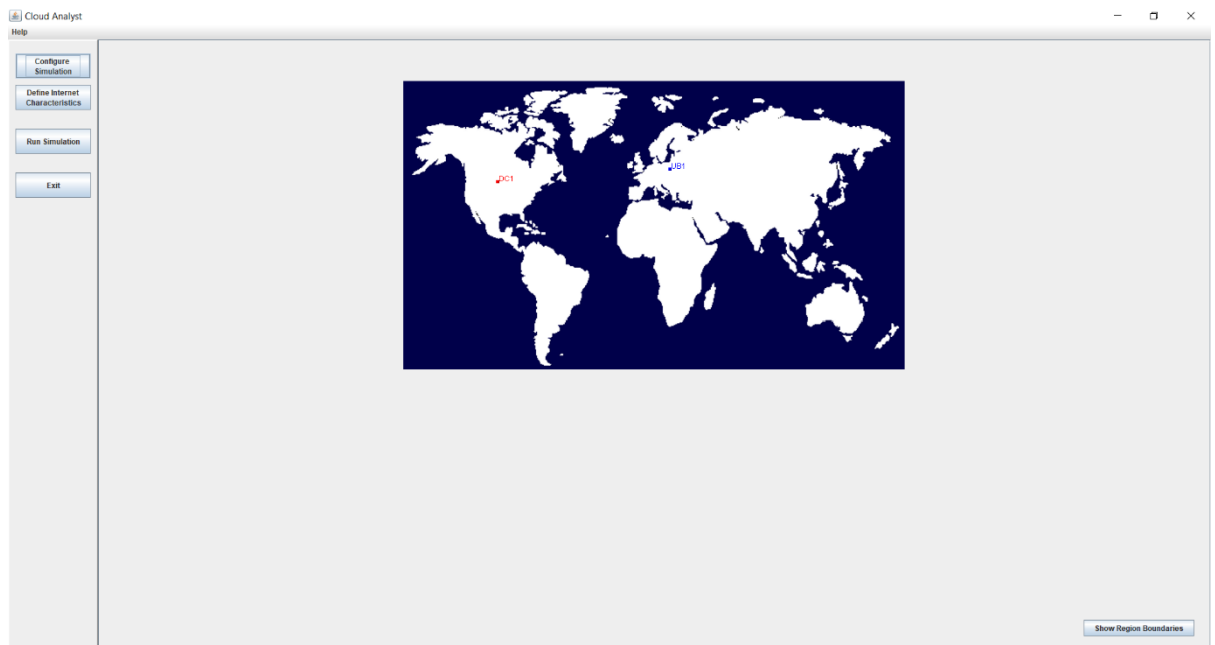 Cloud Analyst
Help
Configure
Simulation
Define Internet
Characteristics
Run Simulation
Exit
DC1
UB1
Show Region Boundaries